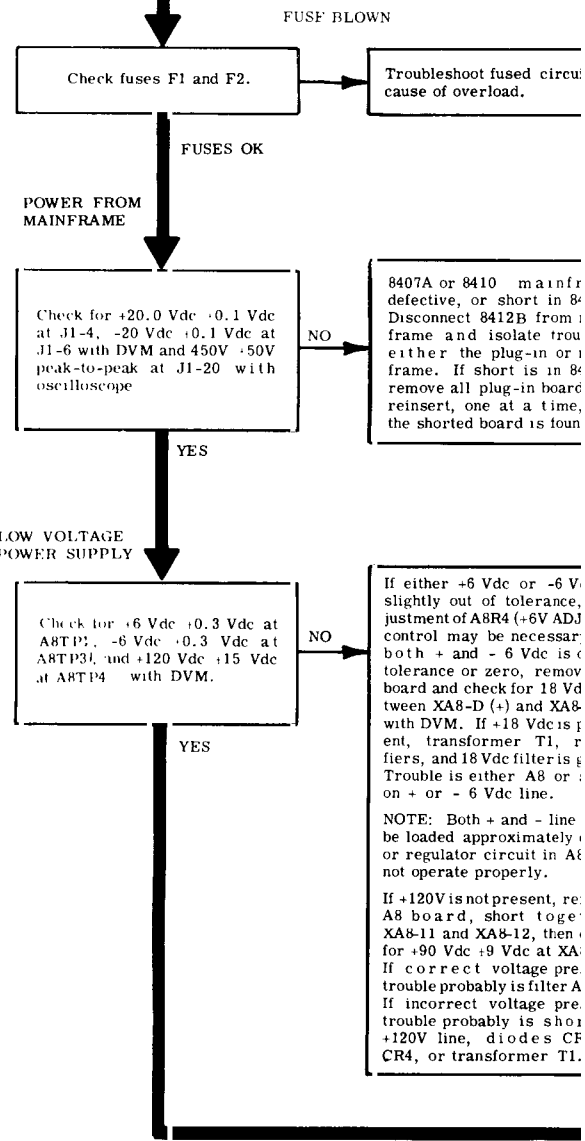 FUSE BLOWN
Check fuses F1 and F2.
Troubleshoot fused circui
cause of overload.
FUSES OK
POWER FROM
MAINFRAME
Check for +20.0 Vdc +0.1 Vdc
at J1-4, -20 Vdc +0.1 Vdc at
J1-6 with DVM and 450V +50V
peak-to-peak at J1-20 with
oscilloscope
NO
8407A or 8410 mainfr
defective, or short in 84
Disconnect 8412B from
frame and isolate trou
either the plug-in or
frame. If short is in 84
remove all plug-in board
reinsert, one at a time,
the shorted board is foun
YES
LOW VOLTAGE
POWER SUPPLY
Check for +6 Vdc +0.3 Vdc at
-6 Vdc +0.3 Vdc at
and +120 Vdc +15 Vdc
at A8TP4 with DVM.
NO
If either +6 Vdc or -6 V
slightly out of tolerance,
justment of A8R4 (+6V ADJ
control may be necessary
both + and - 6 Vdc is
tolerance or zero, remov
board and check for 18 Vd
tween XA8-D (+) and XA8-
with DVM. If +18 Vdc is p
ent, transformer T1, r
fiers, and 18 Vdc filter is g
Trouble is either A8 or
on + or - 6 Vdc line.
YES
NOTE: Both + and - line
be loaded approximately
or regulator circuit in A8
not operate properly.
If +120V is not present, re
A8 board, short toge
XA8-11 and XA8-12, then
for +90 Vdc +9 Vdc at XA8
If correct voltage pre
trouble probably is filter A
If incorrect voltage pre
trouble probably is shor
+120V line, diodes CR
CR4, or transformer T1.